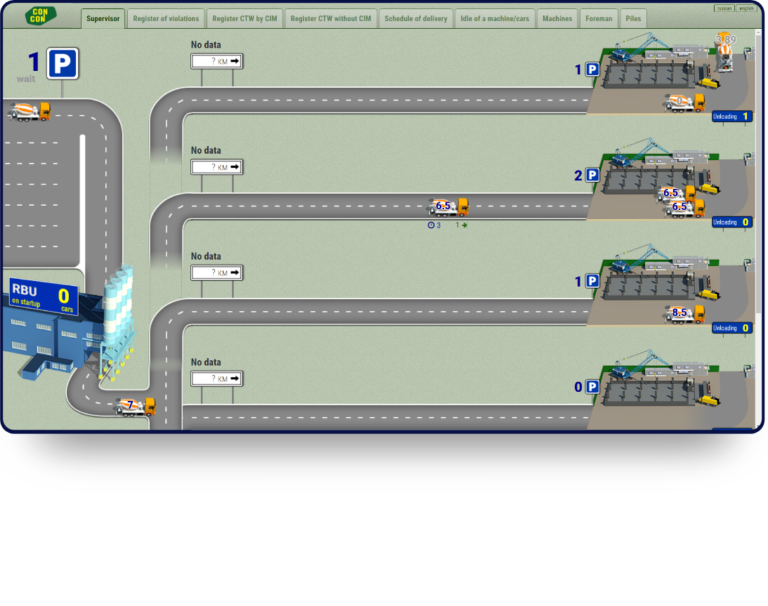 CON
CON
Supervisor
Register of violations
Register CTW by CIM
Register CTW without CIM
Schedule of delivery
Idle of a machine/cars
Machines
Foreman
Piles
english
1 P
wait
No data
? KM ➡
1 P
89
Unloading 1
No data
? KM ➡
2 P
6.5
6.5
6.5
3 1
Unloading 0
No data
? KM ➡
1 P
8.5
Unloading 0
RBU 0
on startup cars
No data
? KM ➡
0 P
7